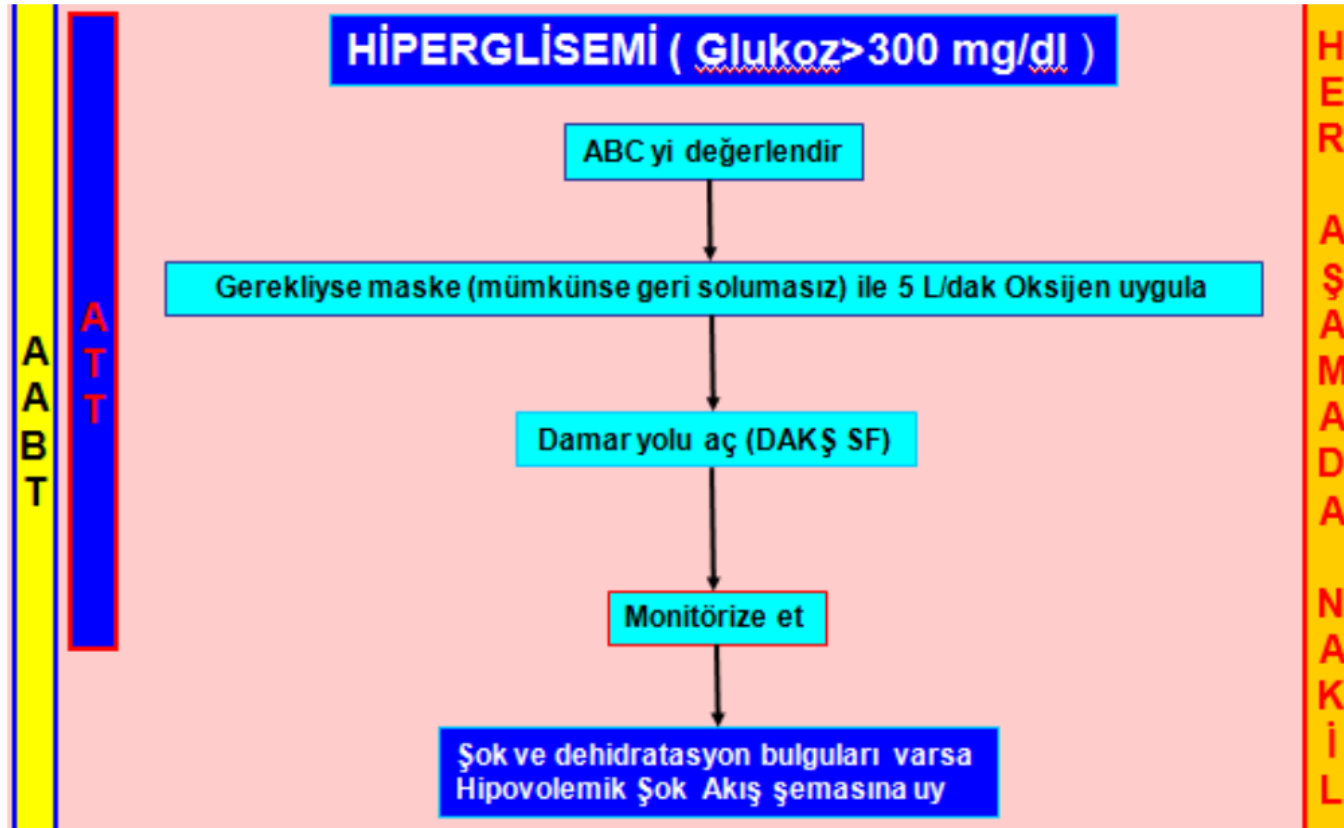 HİPERGLİSEMİ ( Glukoz>300 mg/dl )
ABC yi değerlendir
Gerekliyse maske (mümkünse geri solumasız) ile 5 L/dak Oksijen uygula
Damar yolu aç (DAKŞ SF)
Monitörize et
Şok ve dehidratasyon bulguları varsa
Hipovolemik Şok Akış şemasına uy
AABT
ATT
HER AŞAMADA NAKİL